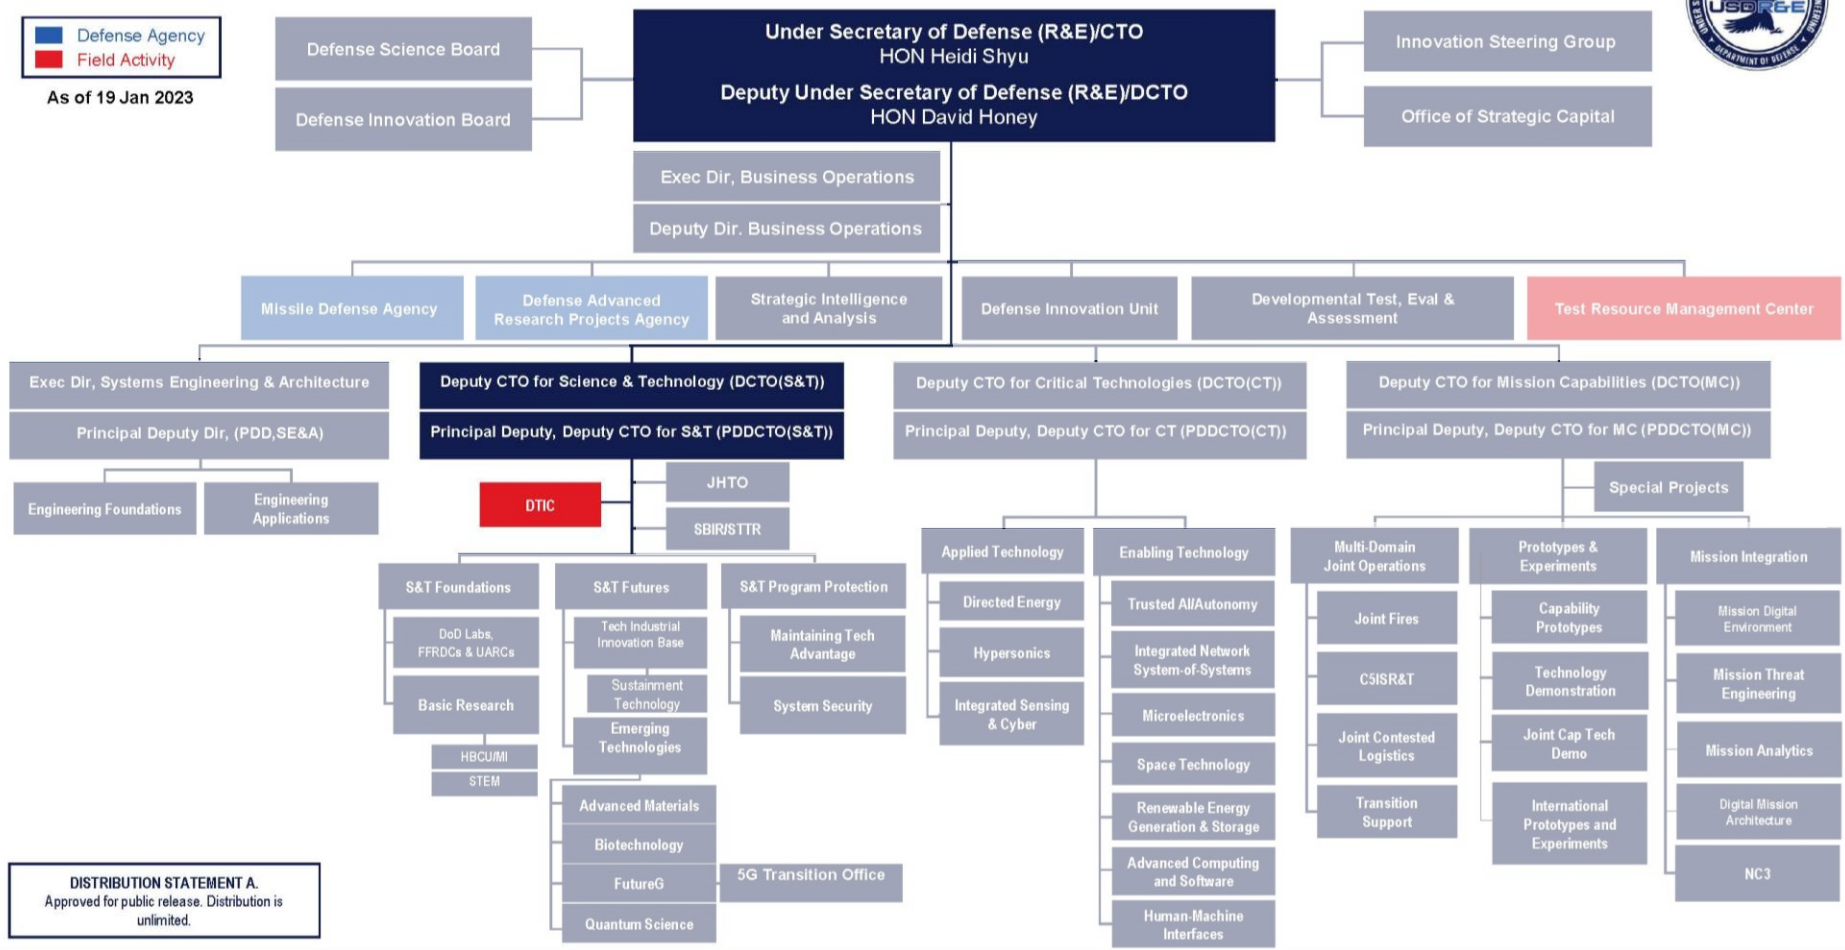 Defense Agency
Field Activity
As of 19 Jan 2023
Defense Science Board
Defense Innovation Board
Under Secretary of Defense (R&E)/CTO
HON Heidi Shyu
Deputy Under Secretary of Defense (R&E)/DCTO
HON David Honey
Innovation Steering Group
Office of Strategic Capital
USDR&E
DEPARTMENT OF DEFENSE
Exec Dir, Business Operations
Deputy Dir. Business Operations
Missile Defense Agency
Defense Advanced
Research Projects Agency
Strategic Intelligence
and Analysis
Defense Innovation Unit
Developmental Test, Eval &
Assessment
Test Resource Management Center
Exec Dir, Systems Engineering & Architecture
Principal Deputy Dir, (PDD,SE&A)
Engineering Foundations
Engineering
Applications
Deputy CTO for Science & Technology (DCTO(S&T))
Principal Deputy, Deputy CTO for S&T (PDDCTO(S&T))
DTIC
JHTO
SBIR/STTR
S&T Foundations
DoD Labs,
FFRDCs & UARCs
Basic Research
HBCU/MI
STEM
S&T Futures
Tech Industrial
Innovation Base
Sustainment
Technology
Emerging
Technologies
Advanced Materials
Biotechnology
FutureG
5G Transition Office
Quantum Science
S&T Program Protection
Maintaining Tech
Advantage
System Security
Deputy CTO for Critical Technologies (DCTO(CT))
Principal Deputy, Deputy CTO for CT (PDDCTO(CT))
Applied Technology
Directed Energy
Hypersonics
Integrated Sensing
& Cyber
Enabling Technology
Trusted AI/Autonomy
Integrated Network
System-of-Systems
Microelectronics
Space Technology
Renewable Energy
Generation & Storage
Advanced Computing
and Software
Human-Machine
Interfaces
Deputy CTO for Mission Capabilities (DCTO(MC))
Principal Deputy, Deputy CTO for MC (PDDCTO(MC))
Special Projects
Multi-Domain
Joint Operations
Joint Fires
C5ISR&T
Joint Contested
Logistics
Transition
Support
Prototypes &
Experiments
Capability
Prototypes
Technology
Demonstration
Joint Cap Tech
Demo
International
Prototypes and
Experiments
Mission Integration
Mission Digital
Environment
Mission Threat
Engineering
Mission Analytics
Digital Mission
Architecture
NC3
DISTRIBUTION STATEMENT A.
Approved for public release. Distribution is
unlimited.